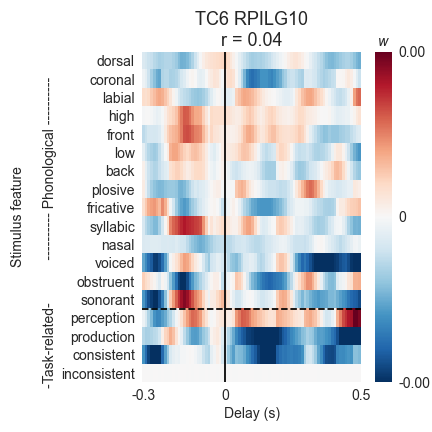 TC6 RPILG10
r = 0.04
w
Stimulus feature
---------- Phonological ----------
-Task-related-
dorsal
coronal
labial
high
front
low
back
plosive
fricative
syllabic
nasal
voiced
obstruent
sonorant
perception
production
consistent
inconsistent
0.00
0
-0.00
-0.3
0
0.5
Delay (s)